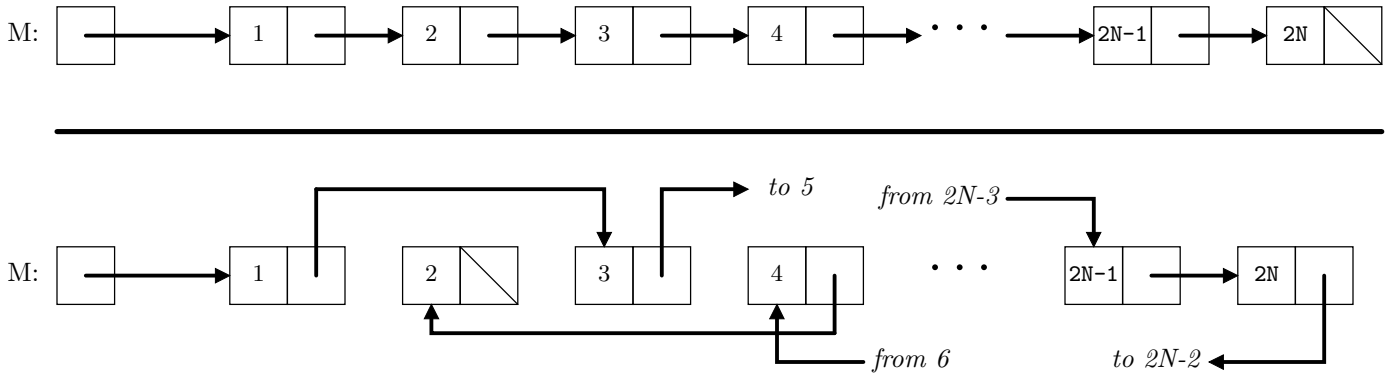 M: 1 2 3 4 · · · 2N-1 2N
to 5 from 2N-3
M: 1 2 3 4 · · · 2N-1 2N
from 6 to 2N-2